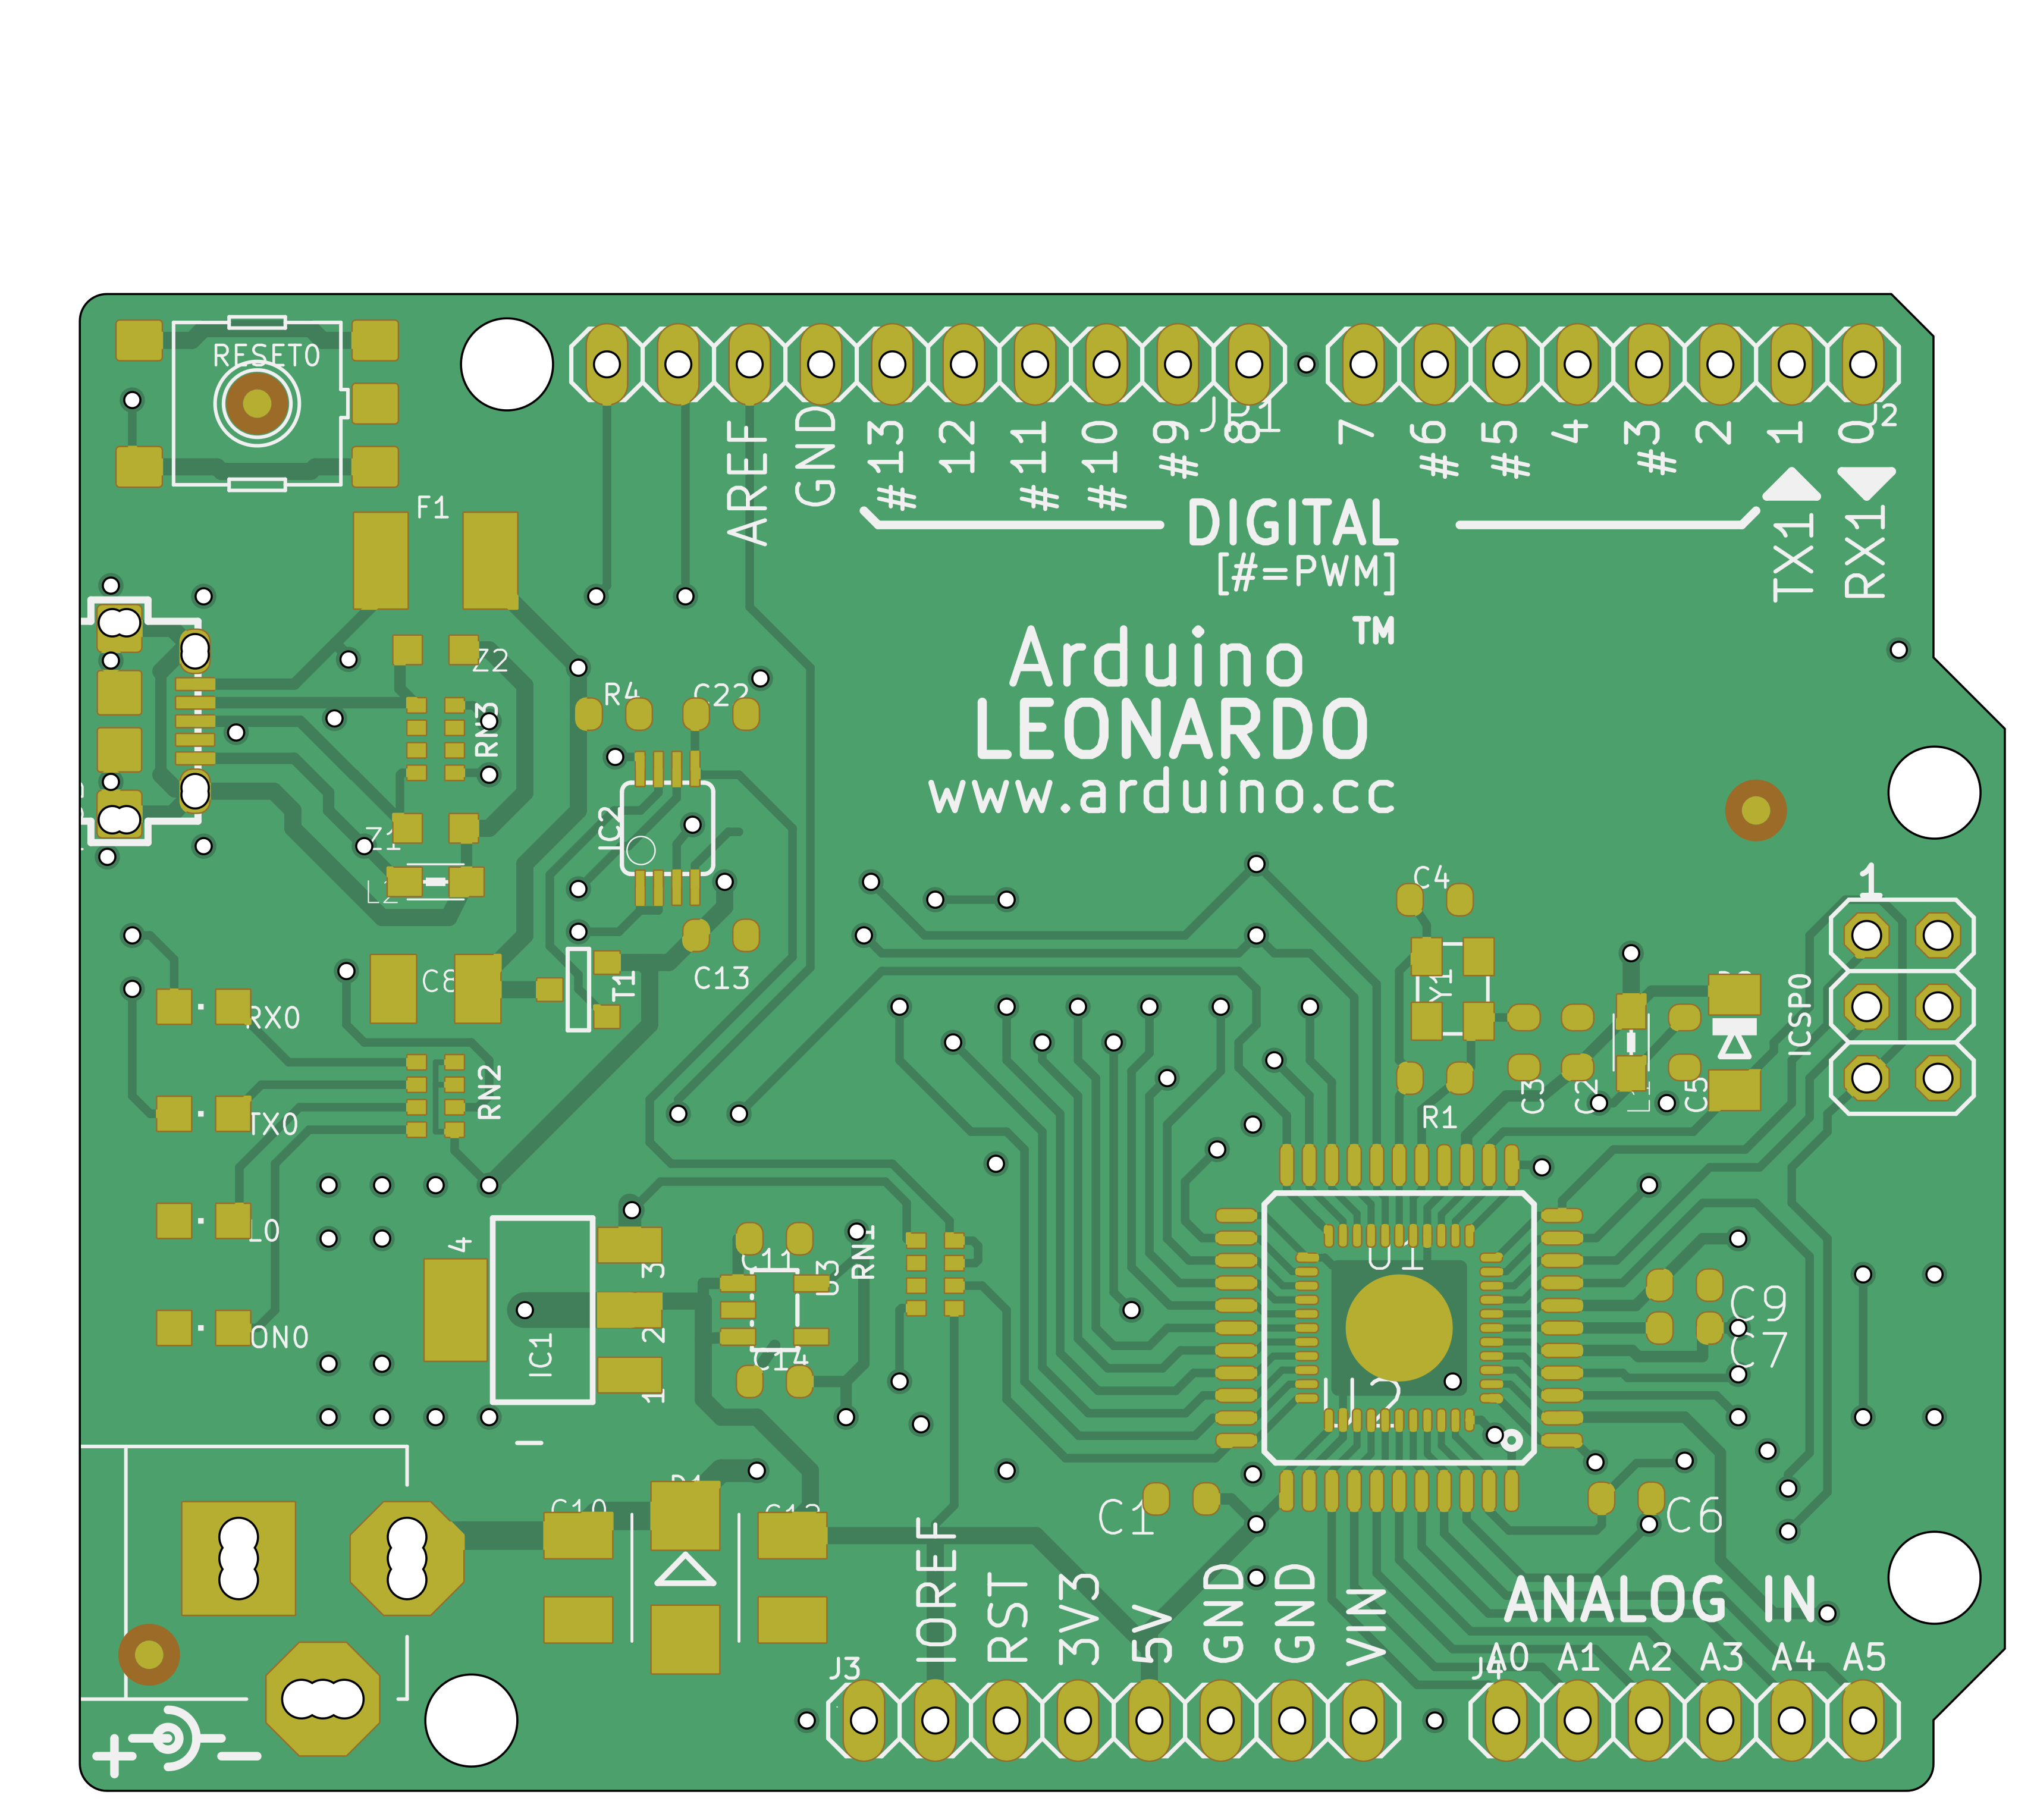 RESET0
JP1
J2
AREF
GND
#13
12
#11
#10
#9
8
7
#6
#5
4
#3
2
1
0
F1
DIGITAL
[#=PWM]
TX1
RX1
Arduino
TM
LEONARDO
www.arduino.cc
Z2
R4
C22
RN3
IC2
Z1
L2
C4
1
C8
T1
C13
Y1
ICSP0
RX0
RN2
TX0
R1
C3
C2
L1
C5
L0
4
3
C11
U3
RN1
U1
C9
C7
ON0
IC1
2
C14
1
U2
C10
C1
C6
IOREF
RST
3V3
5V
GND
GND
VIN
ANALOG IN
J3
J4
A0
A1
A2
A3
A4
A5
+
-